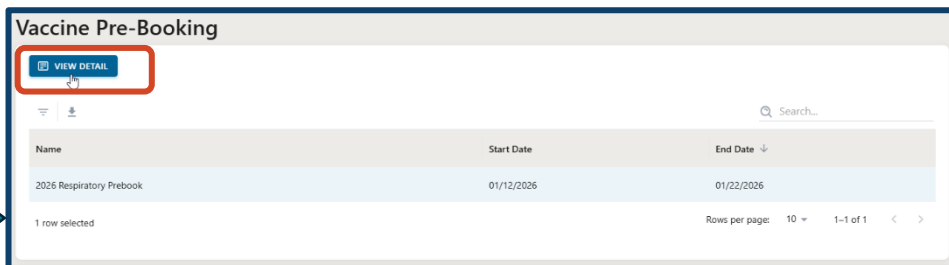 Vaccine Pre-Booking
VIEW DETAIL
Search...
Name Start Date End Date
2026 Respiratory Prebook 01/12/2026 01/22/2026
1 row selected Rows per page: 10 1–1 of 1